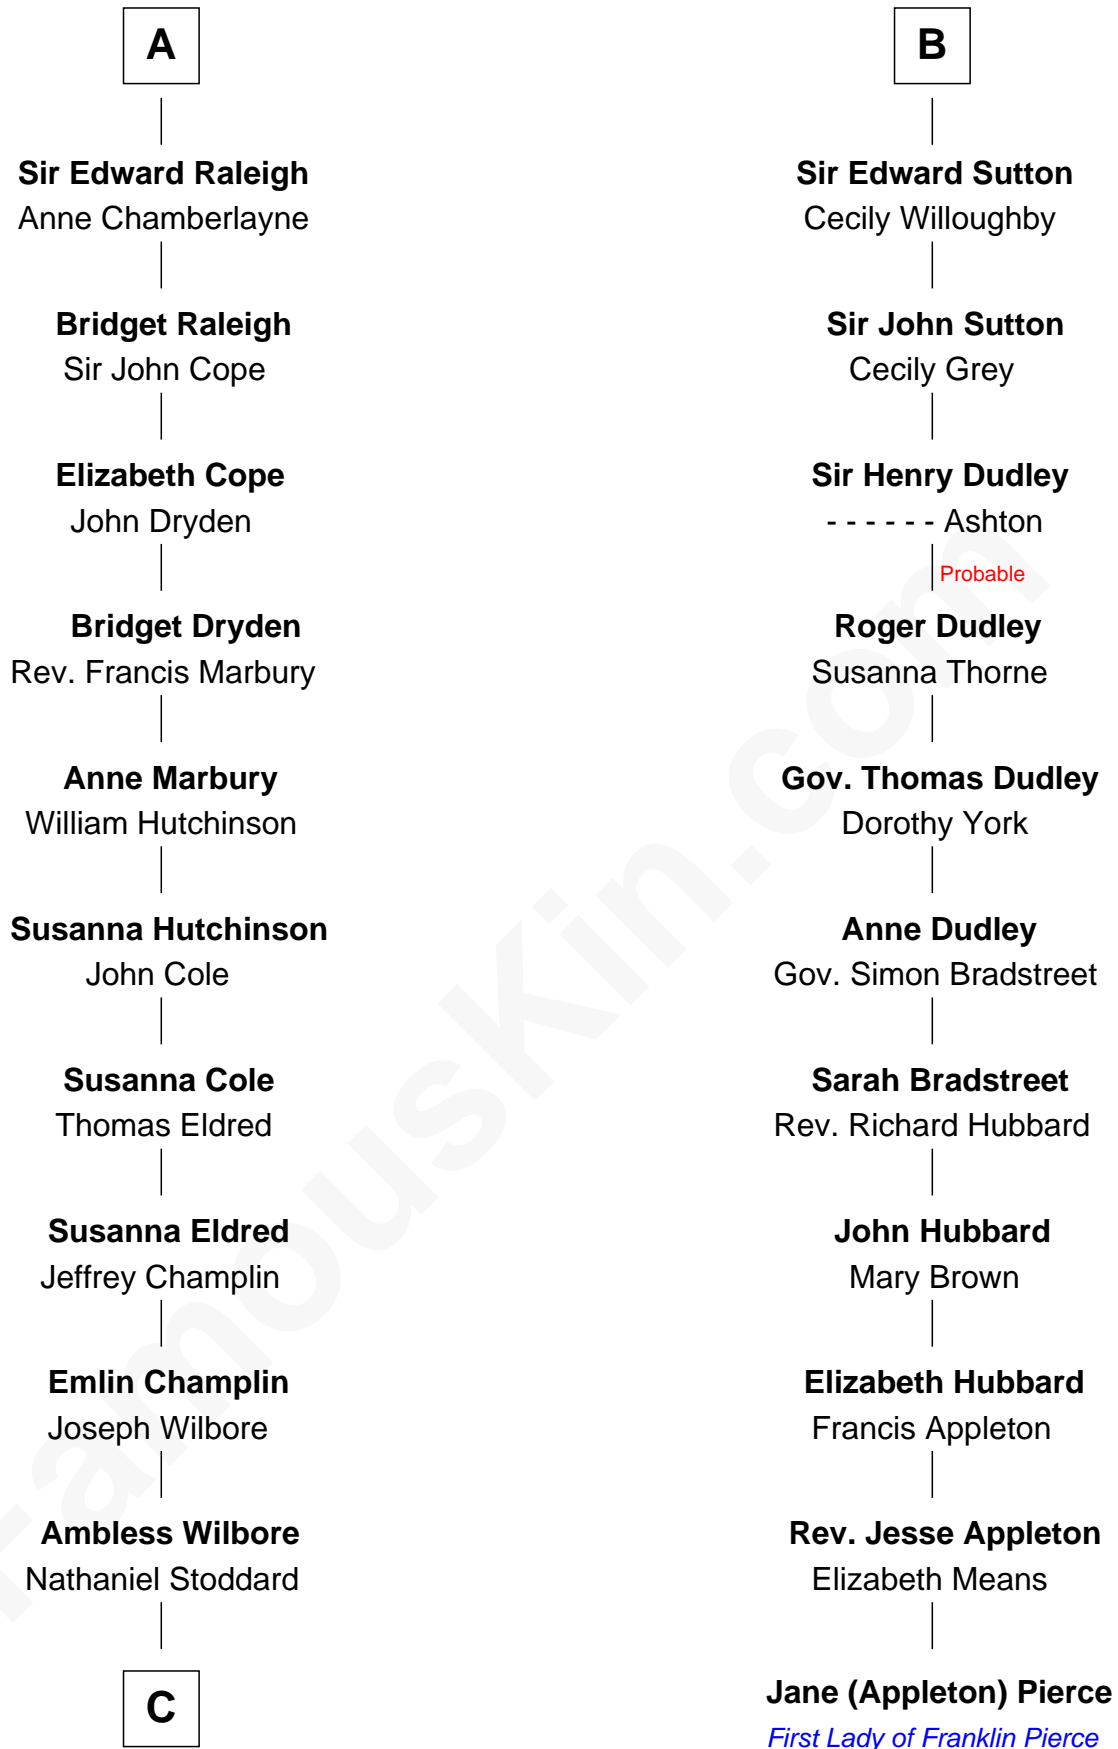 A
Sir Edward Raleigh
Anne Chamberlayne
Bridget Raleigh
Sir John Cope
Elizabeth Cope
John Dryden
Bridget Dryden
Rev. Francis Marbury
Anne Marbury
William Hutchinson
Susanna Hutchinson
John Cole
Susanna Cole
Thomas Eldred
Susanna Eldred
Jeffrey Champlin
Emlin Champlin
Joseph Wilbore
Ambless Wilbore
Nathaniel Stoddard
C
B
Sir Edward Sutton
Cecily Willoughby
Sir John Sutton
Cecily Grey
Sir Henry Dudley
- - - - - - Ashton
Probable
Roger Dudley
Susanna Thorne
Gov. Thomas Dudley
Dorothy York
Anne Dudley
Gov. Simon Bradstreet
Sarah Bradstreet
Rev. Richard Hubbard
John Hubbard
Mary Brown
Elizabeth Hubbard
Francis Appleton
Rev. Jesse Appleton
Elizabeth Means
Jane (Appleton) Pierce
First Lady of Franklin Pierce
FamousKin.com